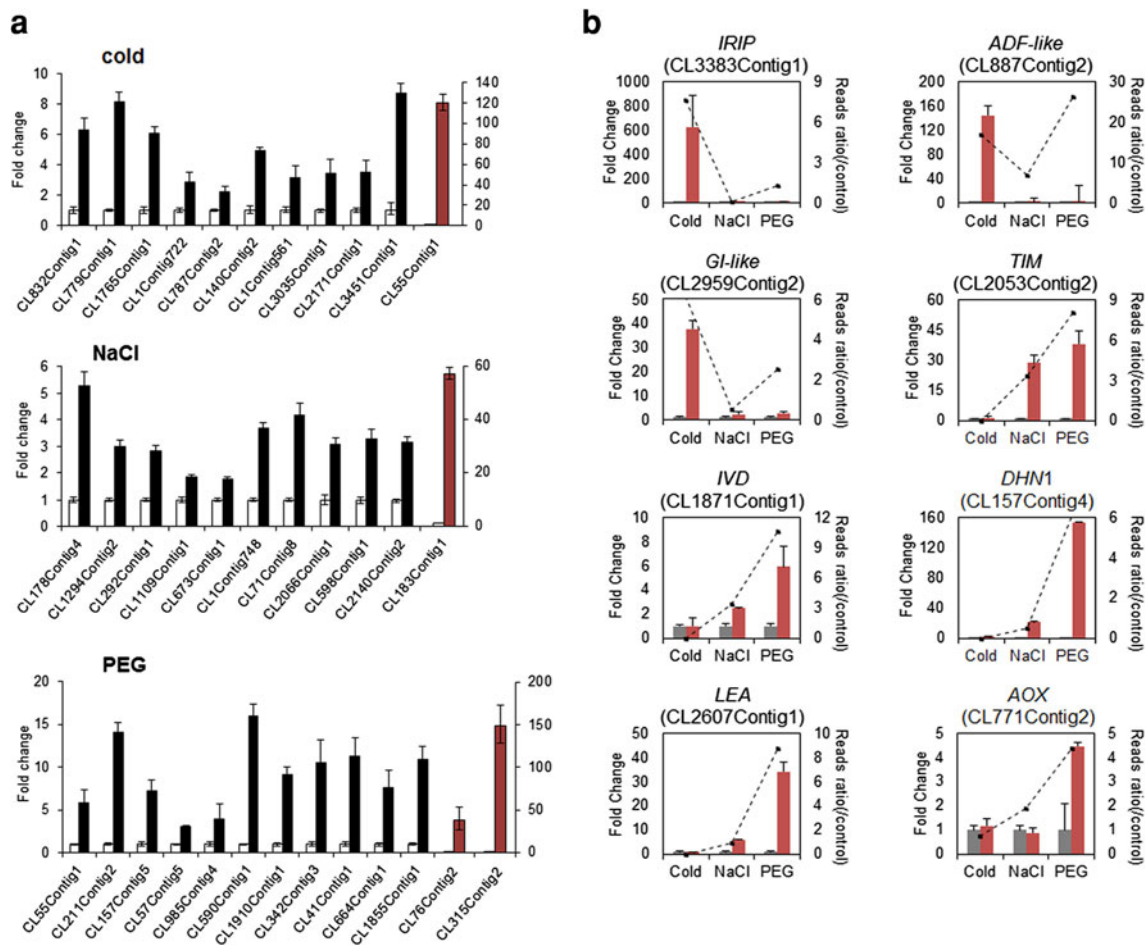 a
cold
Fold change
10
8
6
4
2
0
140
120
100
80
60
40
20
0
CL832Contig1
CL779Contig1
CL1765Contig1
CL1Contig722
CL787Contig2
CL140Contig2
CL1Contig561
CL3035Contig1
CL2171Contig1
CL3451Contig1
CL55Contig1
NaCl
Fold change
6
5
4
3
2
1
0
60
40
20
0
CL178Contig4
CL1294Contig2
CL292Contig1
CL1109Contig1
CL673Contig1
CL1Contig748
CL71Contig8
CL2066Contig1
CL598Contig1
CL2140Contig2
CL183Contig1
PEG
Fold change
20
15
10
5
0
200
150
100
50
0
CL55Contig1
CL211Contig2
CL157Contig5
CL57Contig5
CL985Contig4
CL590Contig1
CL1910Contig1
CL342Contig3
CL41Contig1
CL664Contig1
CL1855Contig1
CL76Contig2
CL315Contig2
b
IRIP
(CL3383Contig1)
Fold Change
1000
800
600
400
200
0
9
6
3
0
Reads ratio(/control)
Cold NaCl PEG
ADF-like
(CL887Contig2)
Fold Change
200
160
120
80
40
0
30
20
10
0
Reads ratio(/control)
Cold NaCl PEG
GI-like
(CL2959Contig2)
Fold Change
50
40
30
20
10
0
6
4
2
0
Reads ratio(/control)
Cold NaCl PEG
TIM
(CL2053Contig2)
Fold Change
60
45
30
15
0
9
6
3
0
Reads ratio(/control)
Cold NaCl PEG
IVD
(CL1871Contig1)
Fold Change
10
8
6
4
2
0
12
9
6
3
0
Reads ratio(/control)
Cold NaCl PEG
DHN1
(CL157Contig4)
Fold Change
160
120
80
40
0
6
5
4
3
2
1
0
Reads ratio(/control)
Cold NaCl PEG
LEA
(CL2607Contig1)
Fold Change
50
40
30
20
10
0
10
8
6
4
2
0
Reads ratio(/control)
Cold NaCl PEG
AOX
(CL771Contig2)
Fold Change
5
4
3
2
1
0
5
4
3
2
1
0
Reads ratio(/control)
Cold NaCl PEG